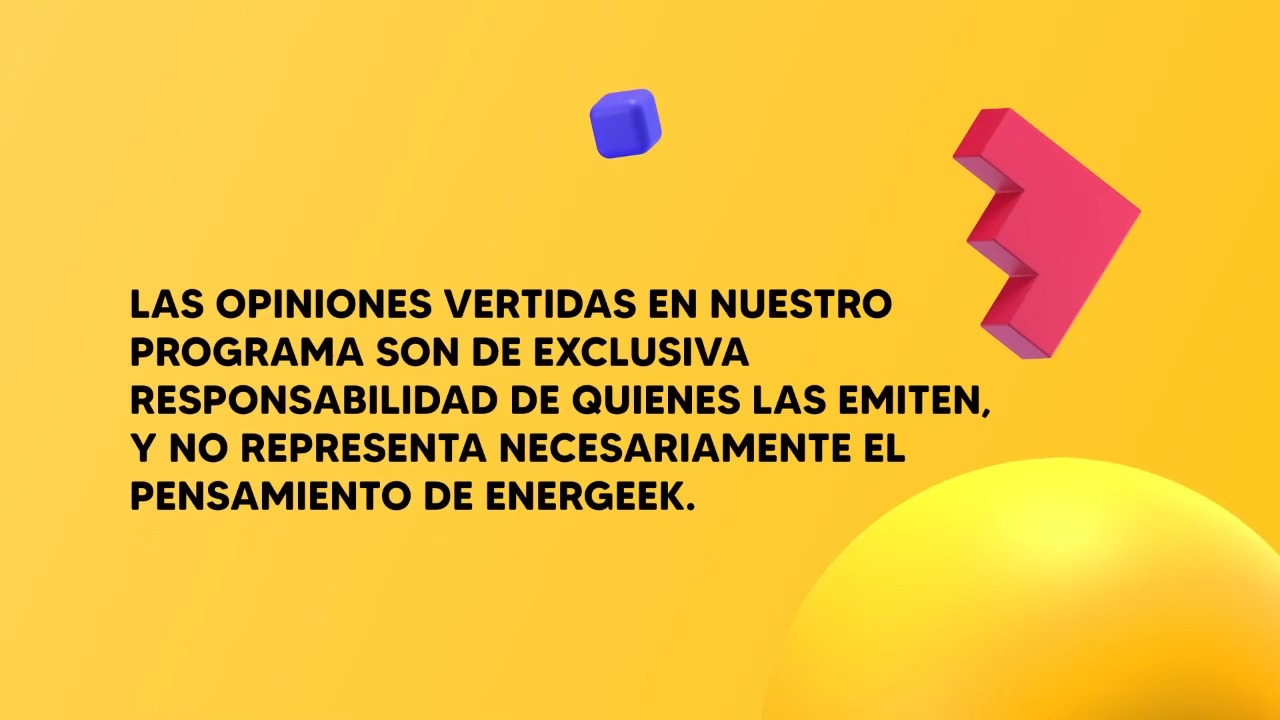 LAS OPINIONES VERTIDAS EN NUESTRO
PROGRAMA SON DE EXCLUSIVA
RESPONSABILIDAD DE QUIENES LAS EMITEN,
Y NO REPRESENTA NECESARIAMENTE EL
PENSAMIENTO DE ENERGEEK.